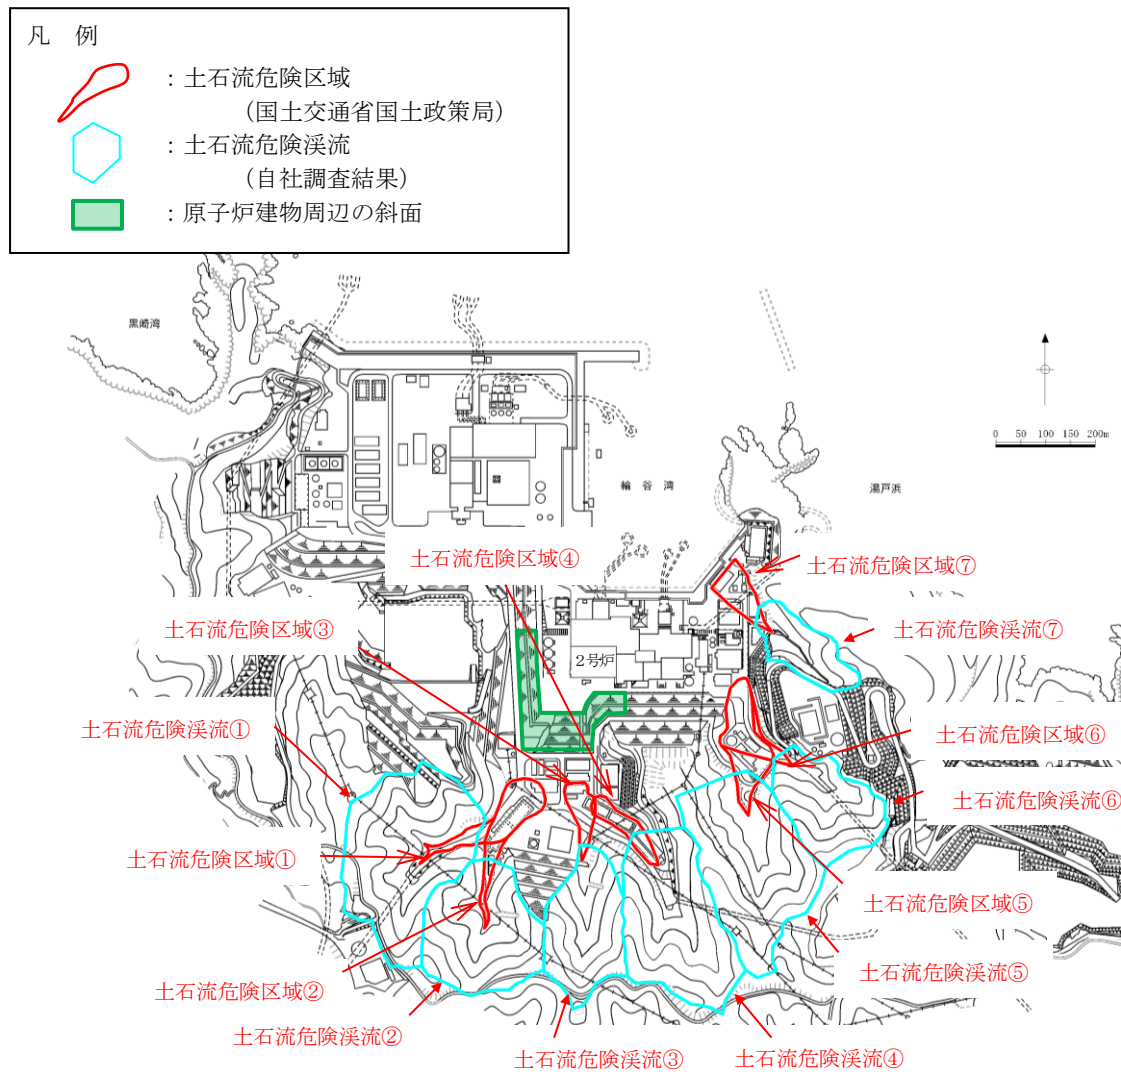 凡 例
：土石流危険区域
（国土交通省国土政策局）
：土石流危険渓流
（自社調査結果）
：原子炉建物周辺の斜面
黒崎湾
0 50 100 150 200m
輪谷湾
湯戸浜
土石流危険区域④
土石流危険区域⑦
土石流危険区域③
土石流危険渓流⑦
2号炉
土石流危険渓流①
土石流危険区域⑥
土石流危険渓流⑥
土石流危険区域①
土石流危険区域⑤
土石流危険渓流⑤
土石流危険区域②
土石流危険渓流②
土石流危険渓流③
土石流危険渓流④